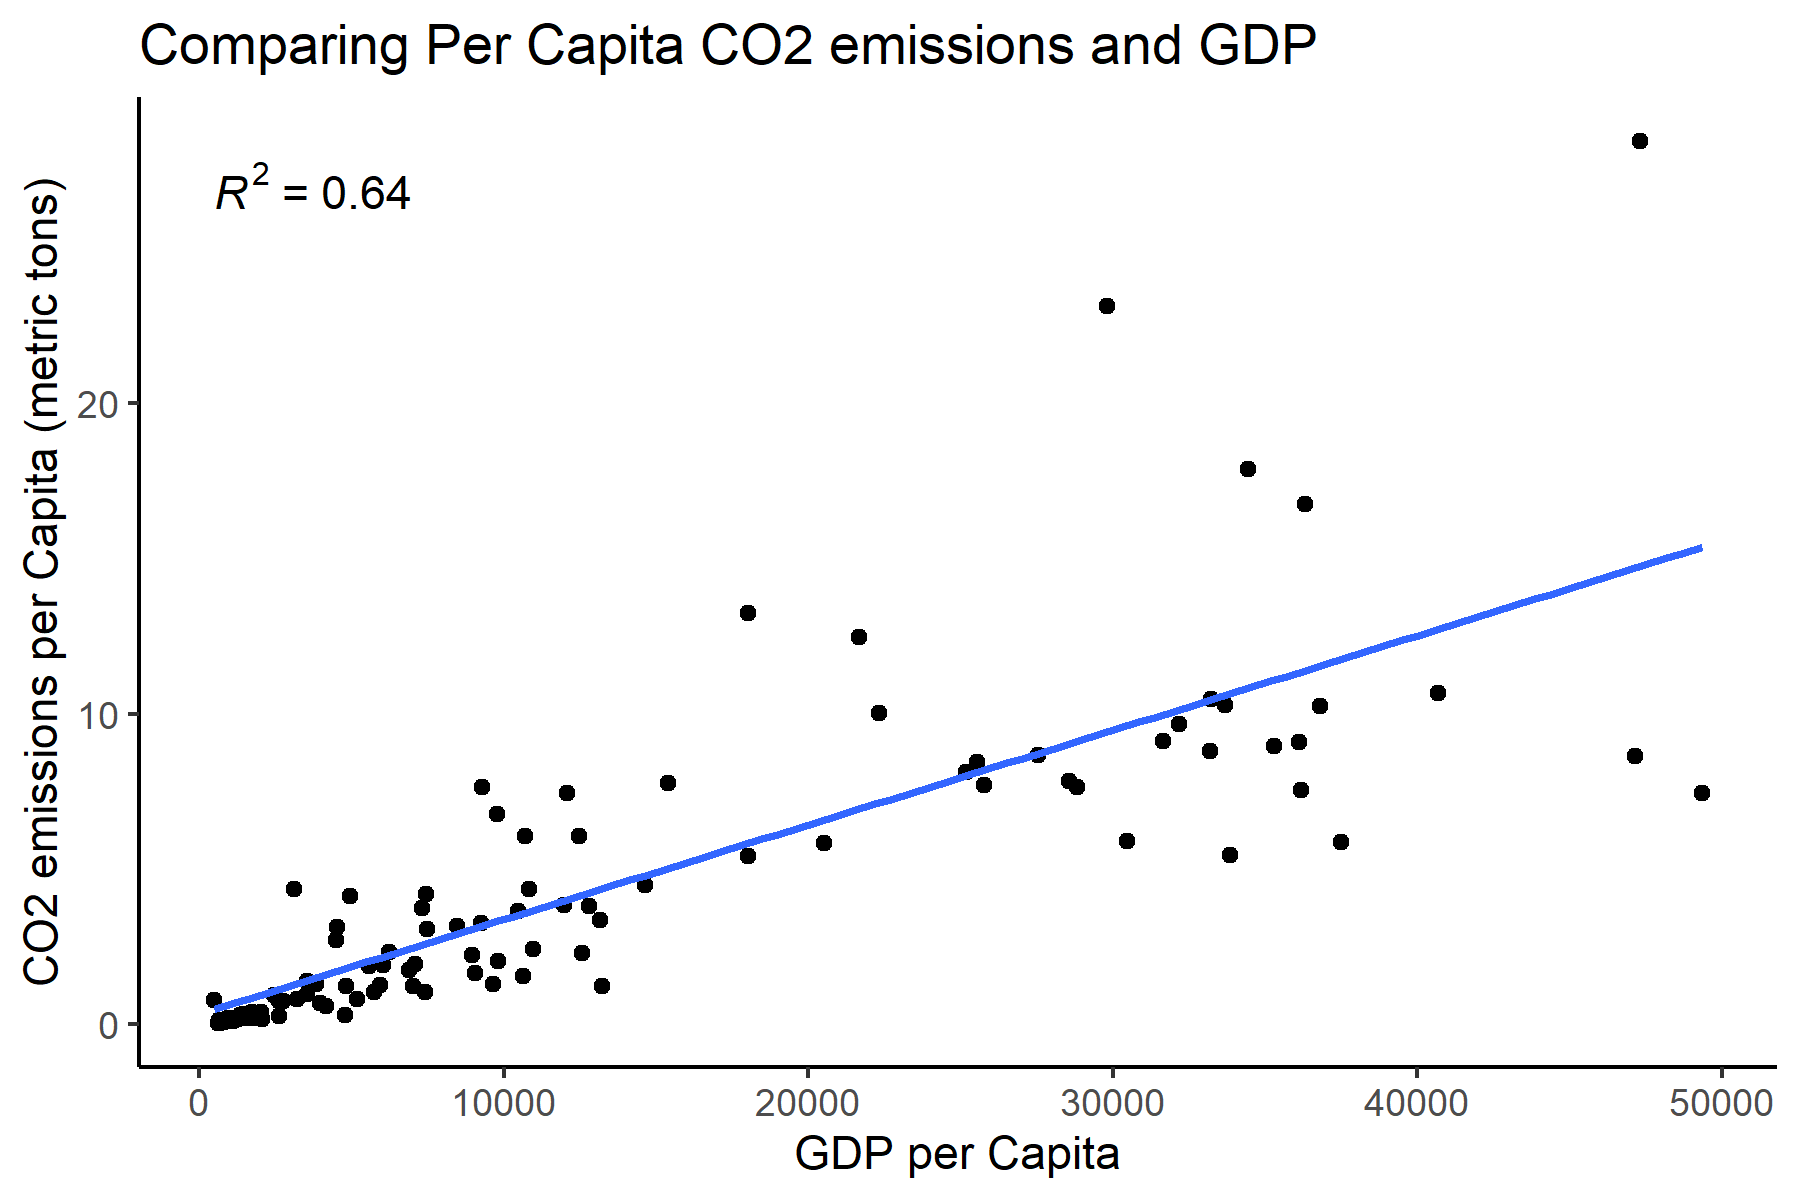 Comparing Per Capita CO2 emissions and GDP
R² = 0.64
CO2 emissions per Capita (metric tons)
20
10
0
0 10000 20000 30000 40000 50000
GDP per Capita